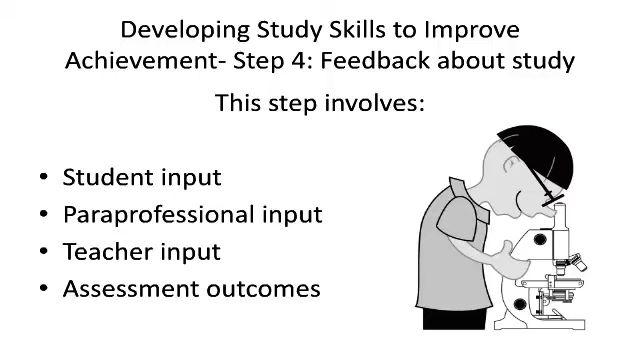 Developing Study Skills to Improve
Achievement- Step 4: Feedback about study
This step involves:
• Student input
• Paraprofessional input
• Teacher input
• Assessment outcomes